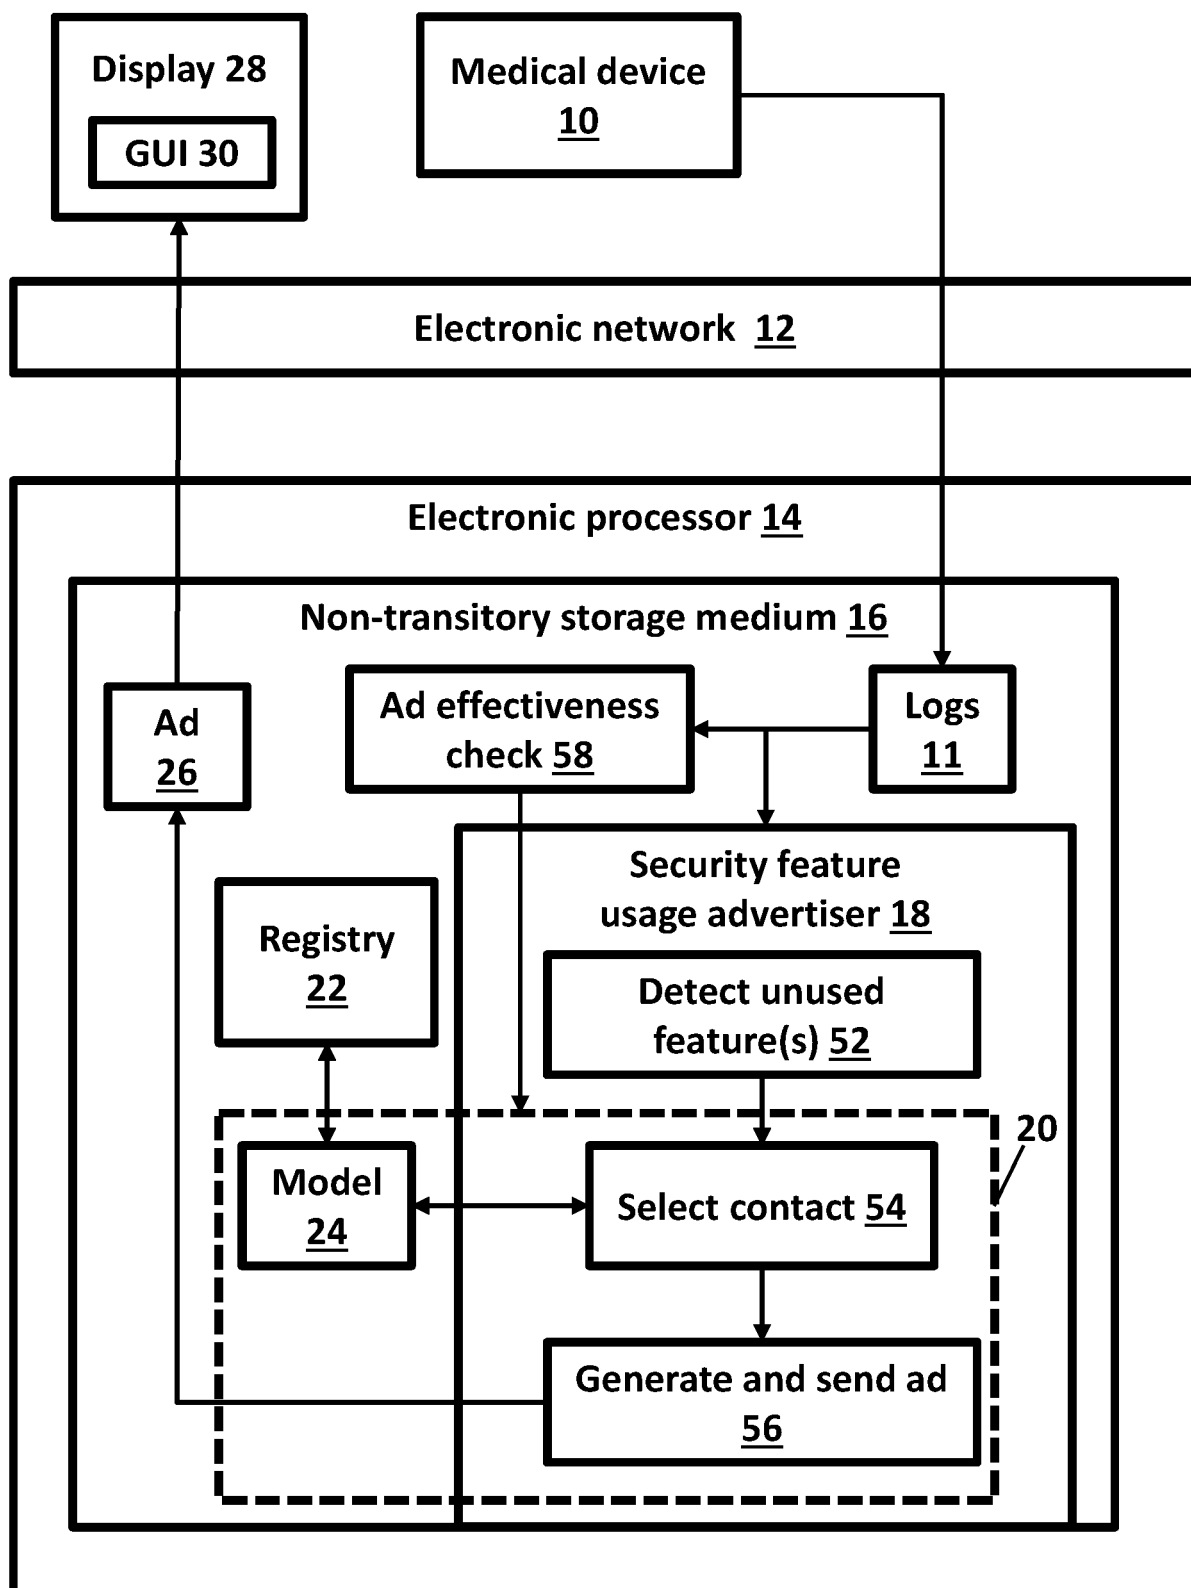 Display 28
GUI 30
Medical device
10
Electronic network 12
Electronic processor 14
Non-transitory storage medium 16
Ad
26
Ad effectiveness
check 58
Logs
11
Security feature
usage advertiser 18
Registry
22
Detect unused
feature(s) 52
20
Model
24
Select contact 54
Generate and send ad
56